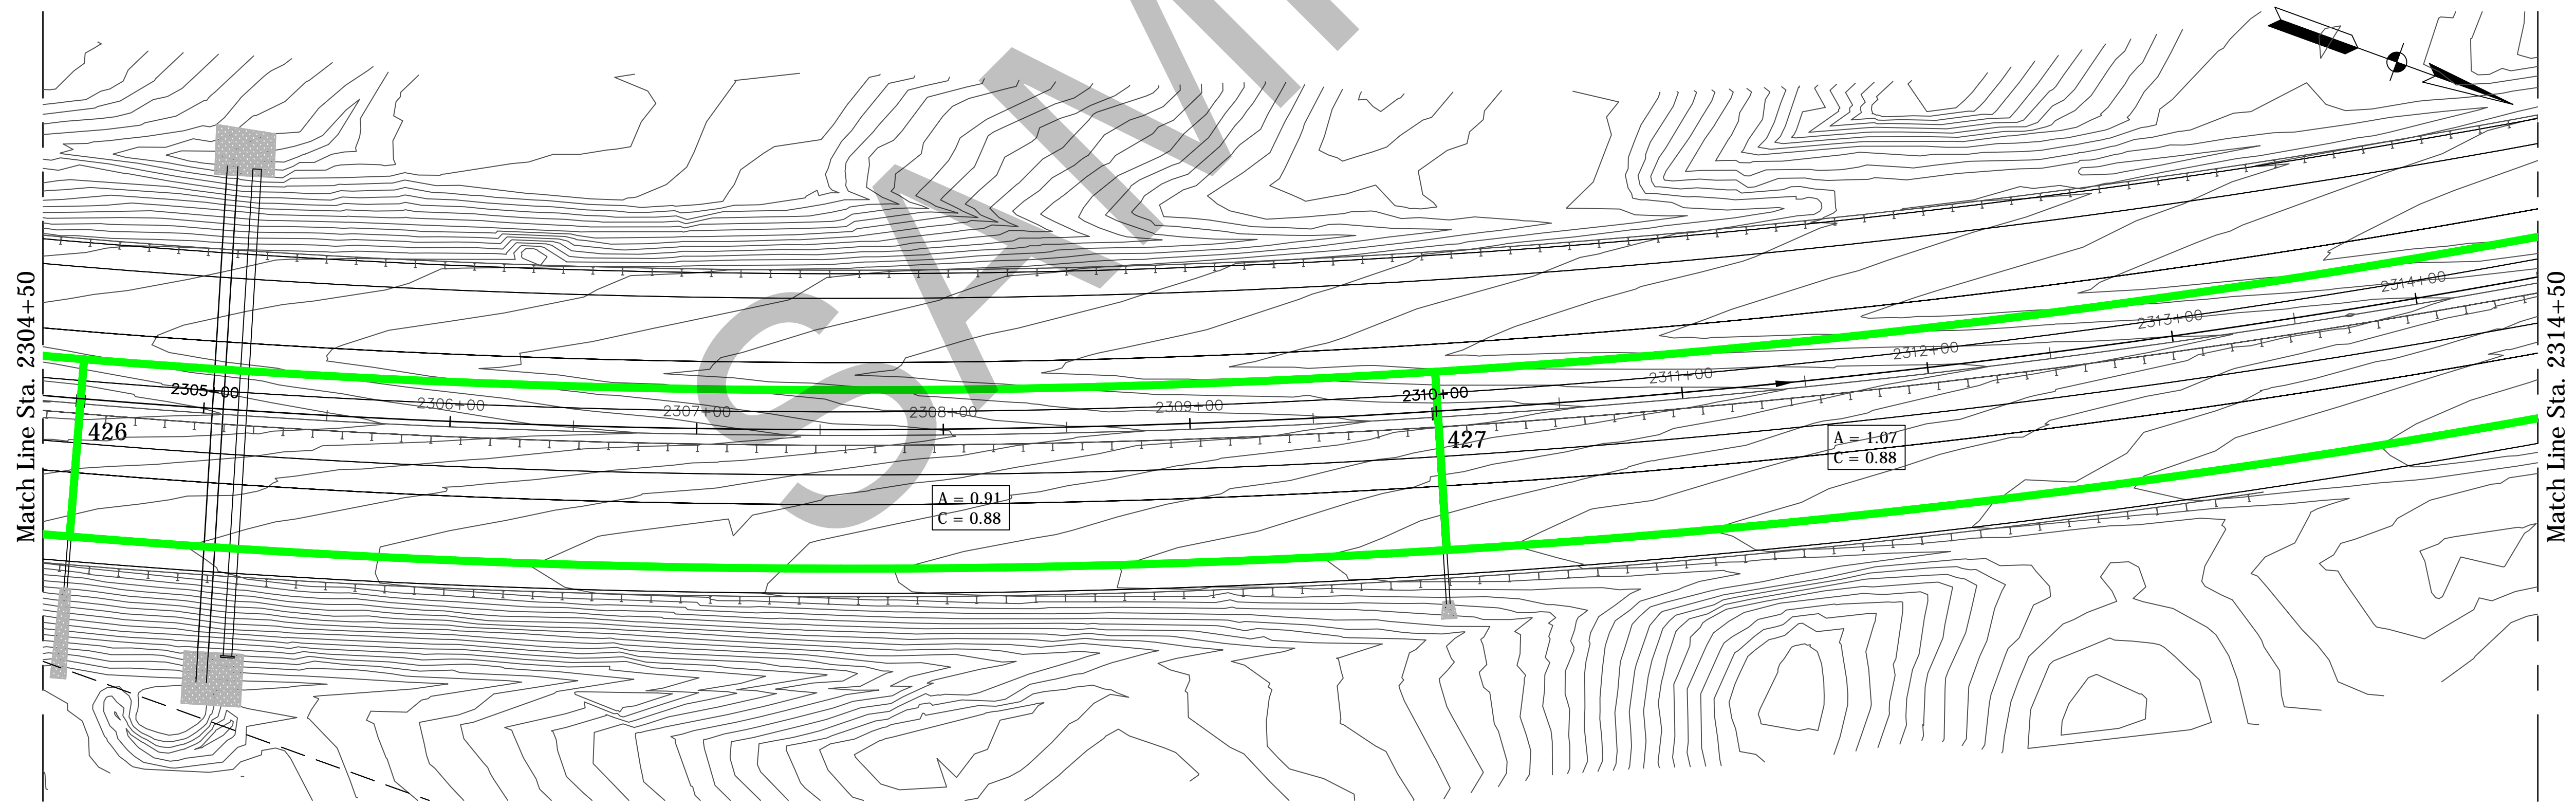 SAM
Match Line Sta. 2304+50
Match Line Sta. 2314+50
2305+00
2306+00
2307+00
2308+00
2309+00
2310+00
2311+00
2312+00
2313+00
2314+00
426
427
A = 0.91
C = 0.88
A = 1.07
C = 0.88